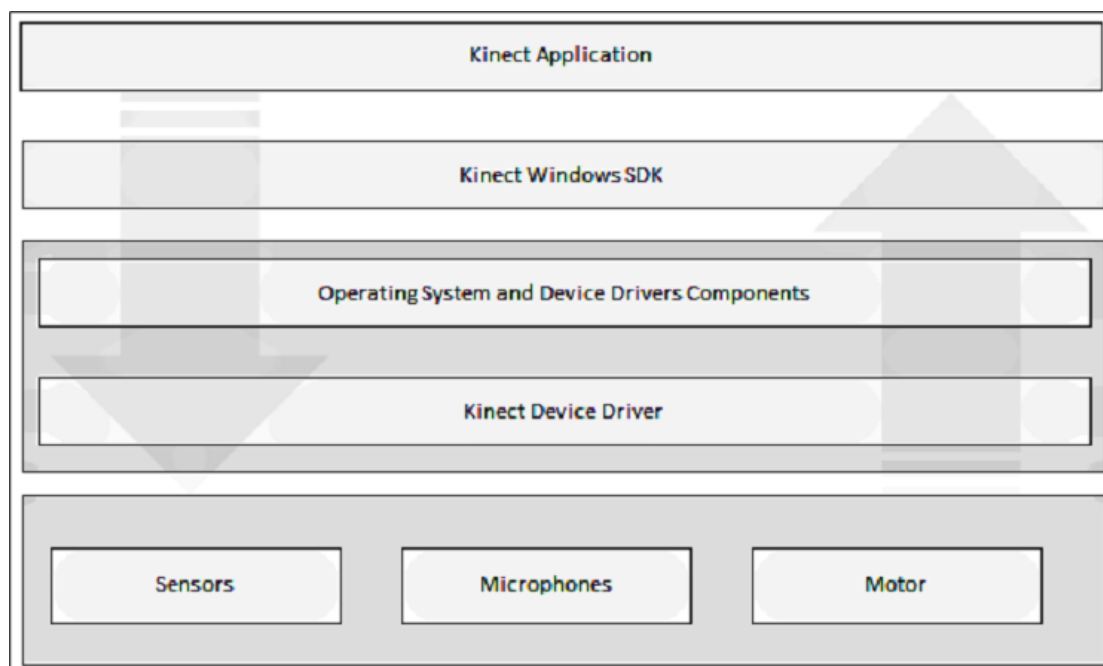 Kinect Application
Kinect Windows SDK
Operating System and Device Drivers Components
Kinect Device Driver
Sensors
Microphones
Motor